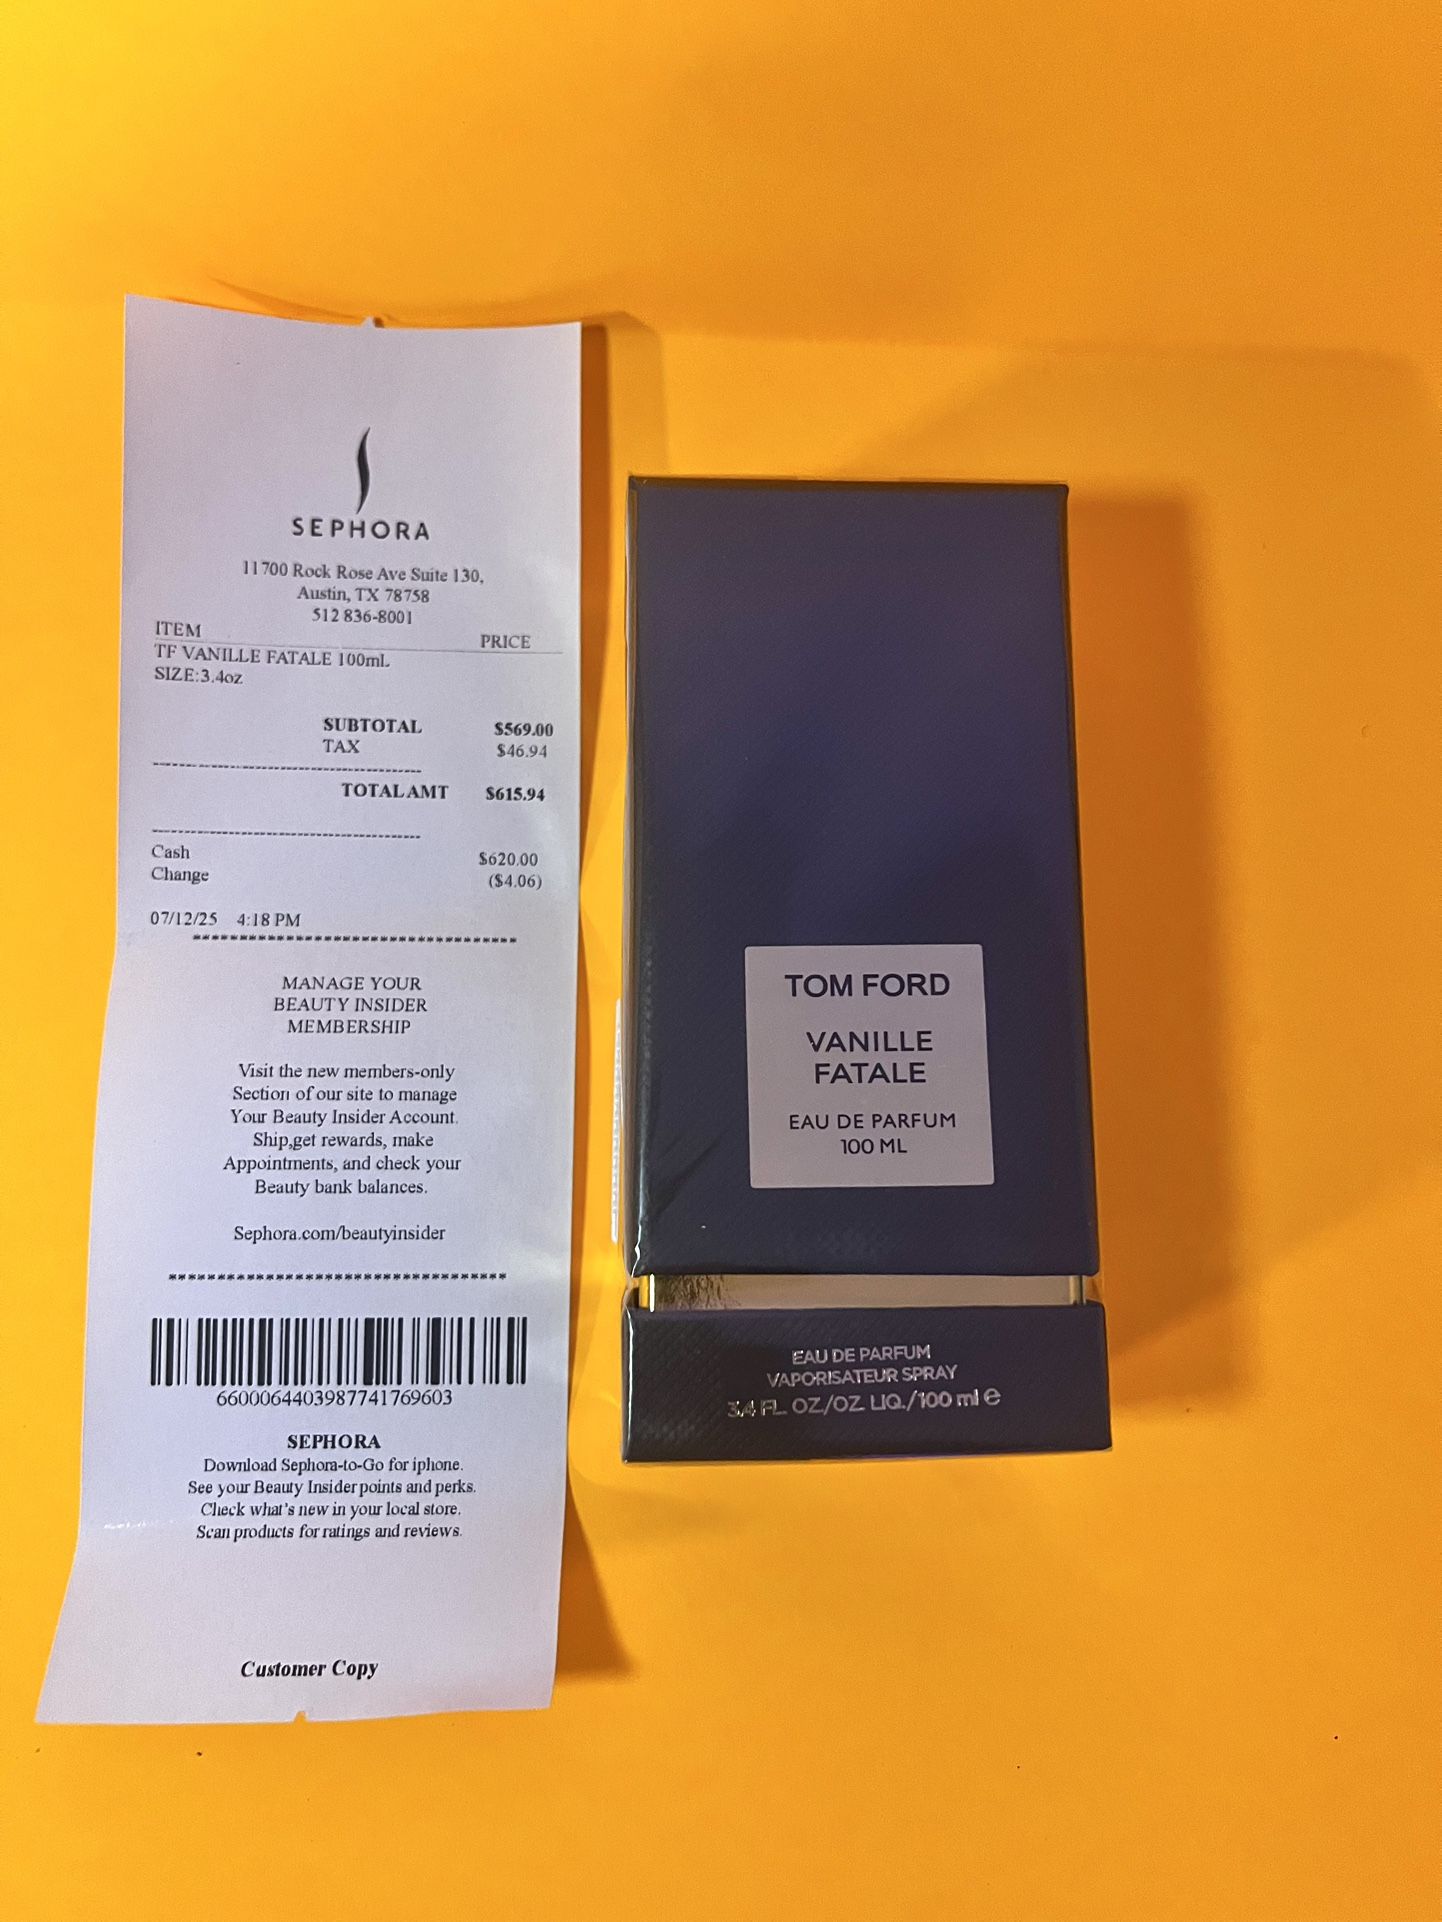 SEPHORA
11700 Rock Rose Ave Suite 130,
Austin, TX 78758
512 836-8001
ITEM PRICE
TF VANILLE FATALE 100mL
SIZE:3.4oz
SUBTOTAL $569.00
TAX $46.94
---------------------------------------------
TOTAL AMT $615.94
---------------------------------------------
Cash $620.00
Change ($4.06)
07/12/25 4:18 PM
***********************************
MANAGE YOUR
BEAUTY INSIDER
MEMBERSHIP
Visit the new members-only
Section of our site to manage
Your Beauty Insider Account.
Ship,get rewards, make
Appointments, and check your
Beauty bank balances.
Sephora.com/beautyinsider
***********************************
6600064403987741769603
SEPHORA
Download Sephora-to-Go for iphone.
See your Beauty Insider points and perks.
Check what's new in your local store.
Scan products for ratings and reviews.
Customer Copy
TOM FORD
VANILLE
FATALE
EAU DE PARFUM
100 ML
EAU DE PARFUM
VAPORISATEUR SPRAY
3.4 FL. OZ./OZ. LIQ./100 ml e